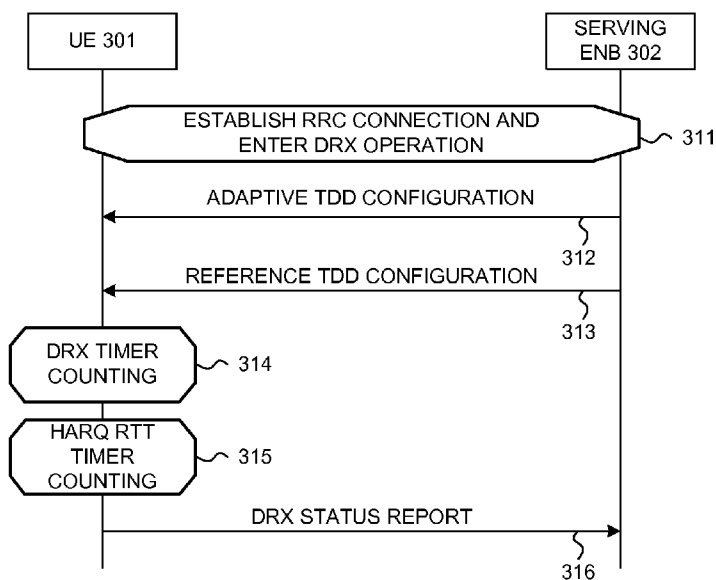 UE 301
SERVING
ENB 302
ESTABLISH RRC CONNECTION AND
ENTER DRX OPERATION
311
ADAPTIVE TDD CONFIGURATION
312
REFERENCE TDD CONFIGURATION
313
DRX TIMER
COUNTING
314
HARQ RTT
TIMER
COUNTING
315
DRX STATUS REPORT
316